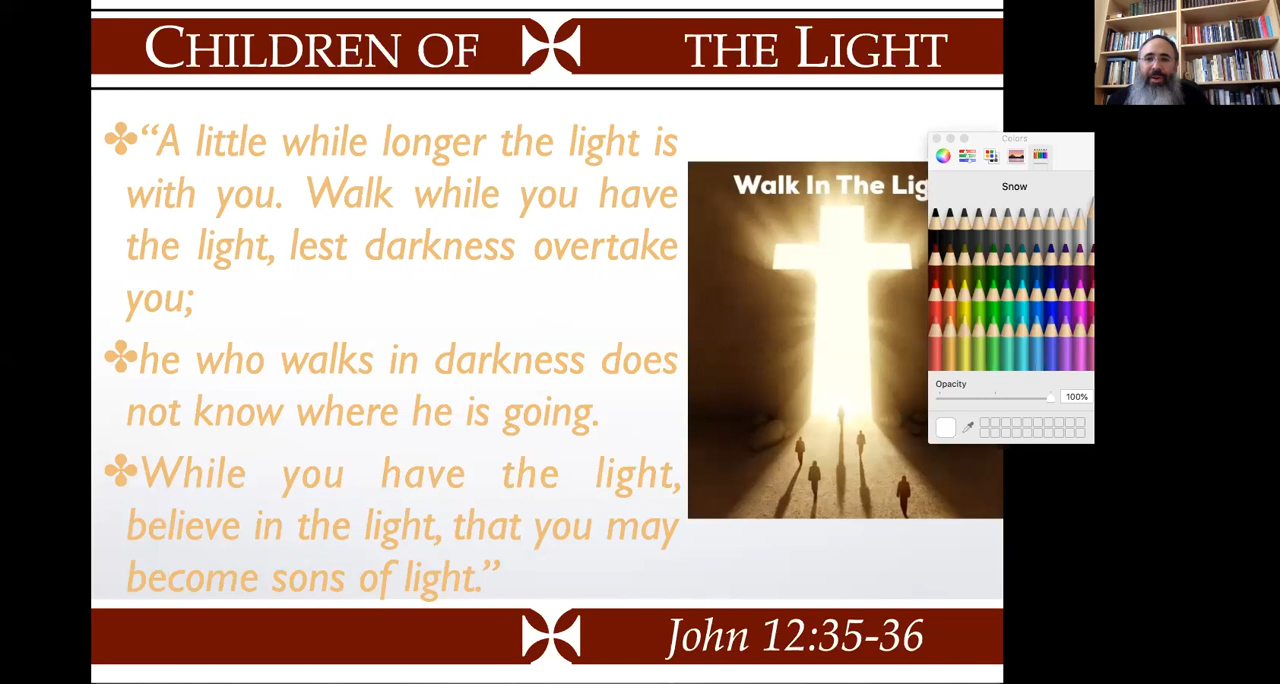 CHILDREN OF THE LIGHT
“A little while longer the light is
with you. Walk while you have
the light, lest darkness overtake
you;
he who walks in darkness does
not know where he is going.
While you have the light,
believe in the light, that you may
become sons of light.”
Walk In The Lig
Colors
Snow
Opacity
100%
John 12:35-36